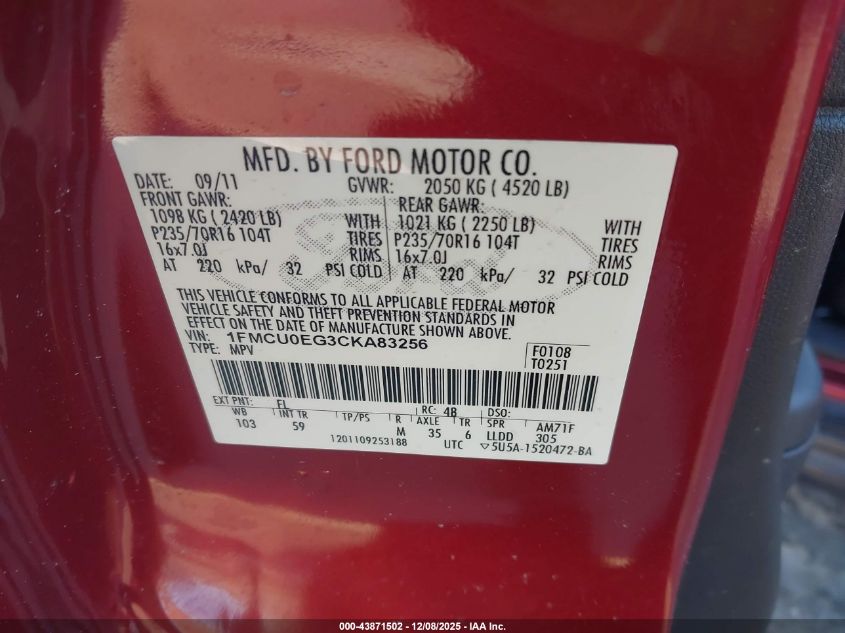 MFD. BY FORD MOTOR CO.
DATE: 09/11 GVWR: 2050 KG ( 4520 LB)
FRONT GAWR: REAR GAWR:
1098 KG ( 2420 LB) WITH 1021 KG ( 2250 LB) WITH
P235/70R16 104T TIRES P235/70R16 104T TIRES
16x7.0J RIMS 16x7.0J RIMS
AT 220 kPa/ 32 PSI COLD AT 220 kPa/ 32 PSI COLD
Ford
THIS VEHICLE CONFORMS TO ALL APPLICABLE FEDERAL MOTOR
VEHICLE SAFETY AND THEFT PREVENTION STANDARDS IN
EFFECT ON THE DATE OF MANUFACTURE SHOWN ABOVE.
VIN: 1FMCU0EG3CKA83256
TYPE: MPV
F0108
T0251
EXT PNT: FL RC: 4B DSO:
WB INT TR TP/PS R AXLE TR SPR AM71F
103 59 M 35 6 LLDD 305
1201109253188 UTC ▽5U5A-1520472-BA
000-43871502 - 12/08/2025 - IAA Inc.